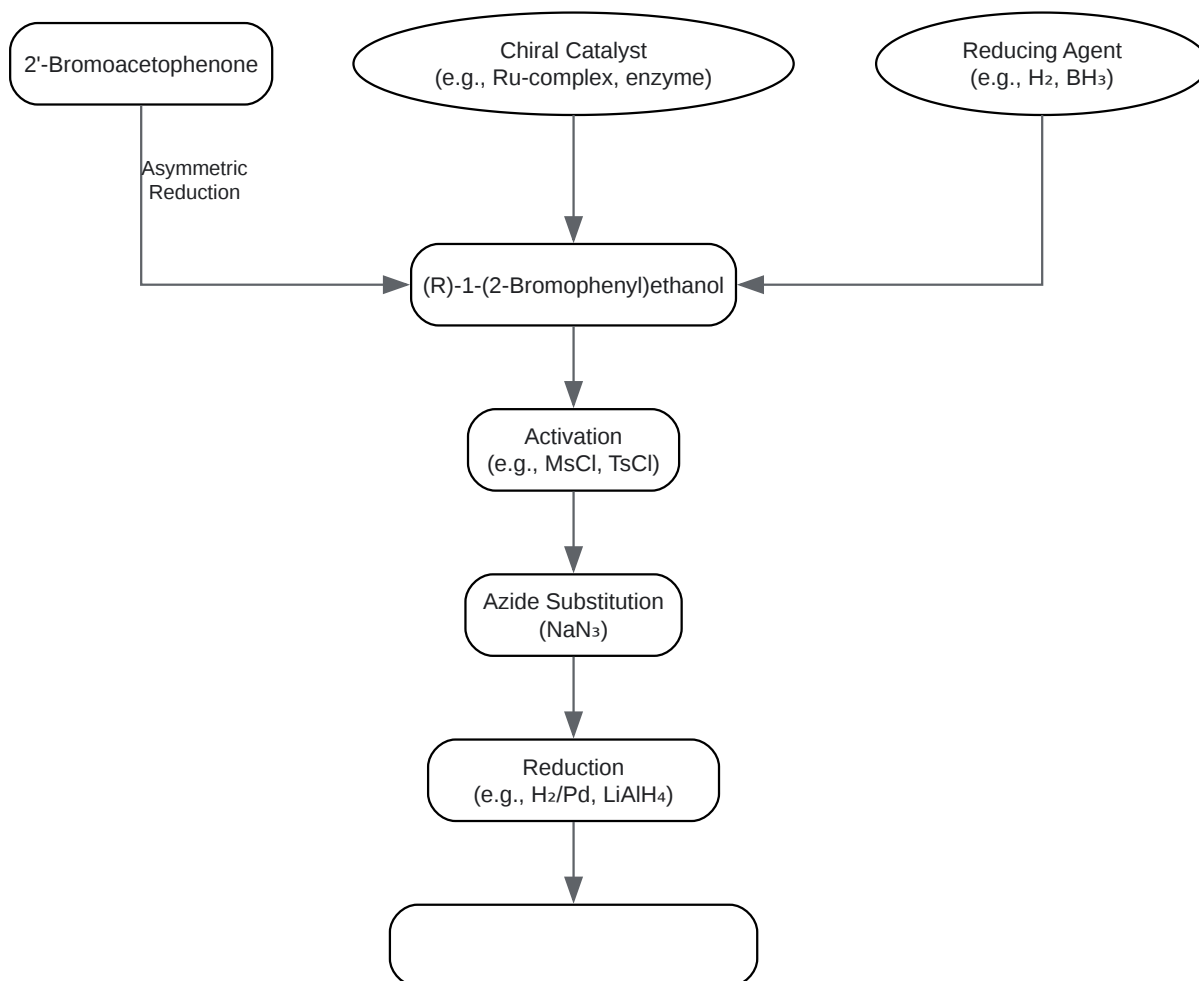 2'-Bromoacetophenone
Chiral Catalyst
(e.g., Ru-complex, enzyme)
Reducing Agent
(e.g., H₂, BH₃)
Asymmetric
Reduction
(R)-1-(2-Bromophenyl)ethanol
Activation
(e.g., MsCl, TsCl)
Azide Substitution
(NaN₃)
Reduction
(e.g., H₂/Pd, LiAlH₄)